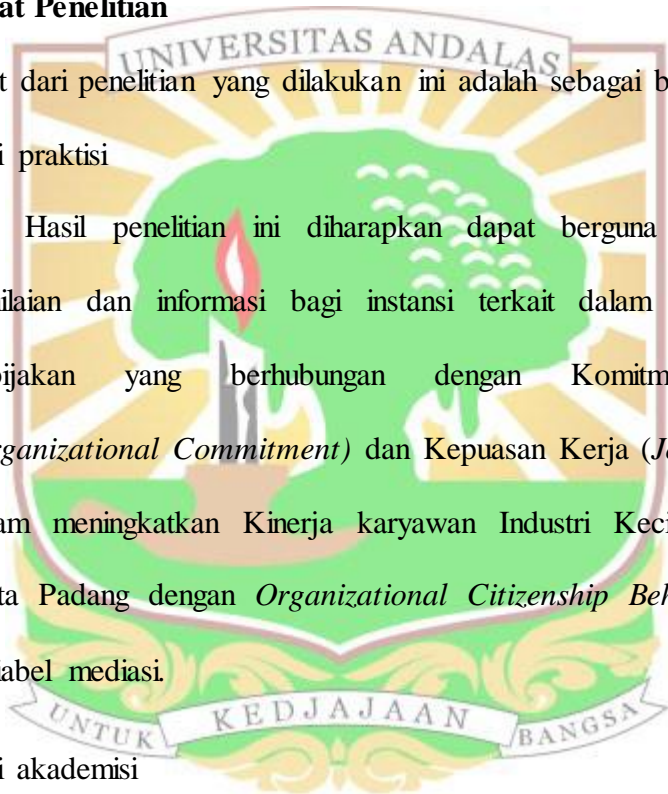 at Penelitian
UNIVERSITAS ANDALAS
t dari penelitian yang dilakukan ini adalah sebagai b
i praktisi
Hasil penelitian ini diharapkan dapat berguna
ilaian dan informasi bagi instansi terkait dalam
bijakan yang berhubungan dengan Komitm
rganizational Commitment) dan Kepuasan Kerja (J
am meningkatkan Kinerja karyawan Industri Keci
ta Padang dengan Organizational Citizenship Beh
iabel mediasi.
UNTUK KEDJAJAAN BANGSA
i akademisi